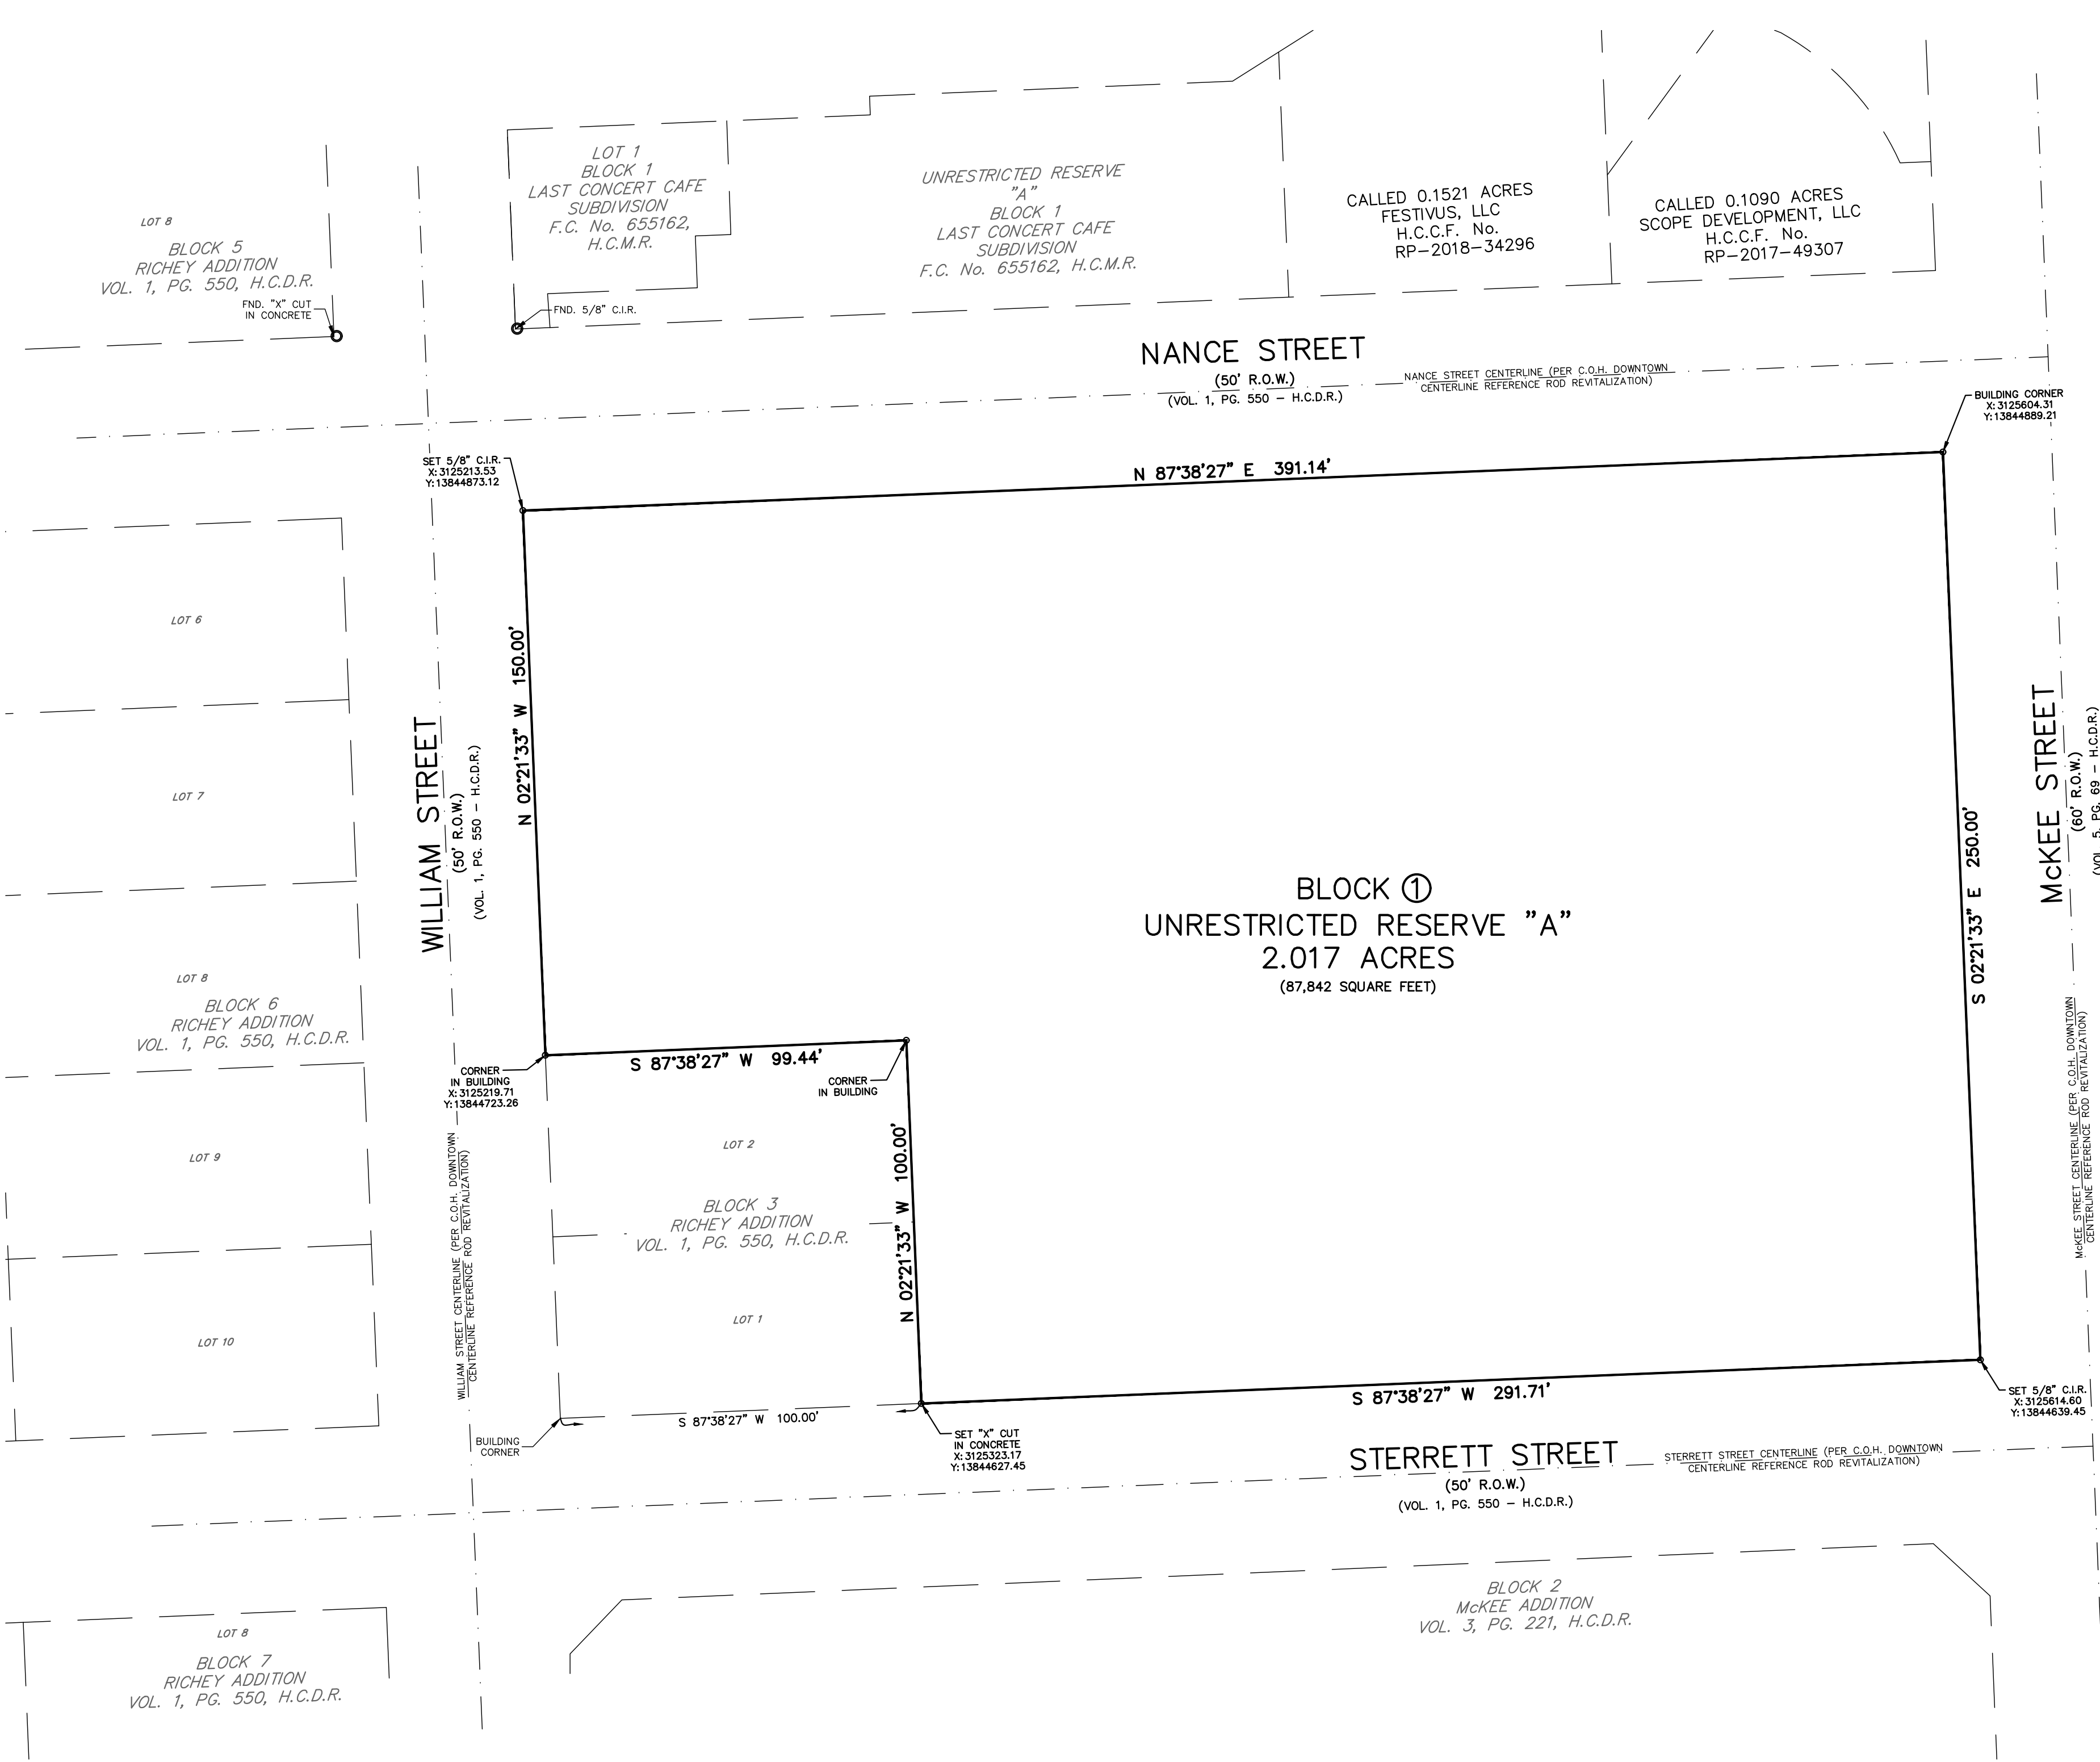 LOT 8
BLOCK 5
RICHEY ADDITION
VOL. 1, PG. 550, H.C.D.R.
FND. "X" CUT
IN CONCRETE
LOT 1
BLOCK 1
LAST CONCERT CAFE
SUBDIVISION
F.C. No. 655162,
H.C.M.R.
FND. 5/8" C.I.R.
UNRESTRICTED RESERVE
"A"
BLOCK 1
LAST CONCERT CAFE
SUBDIVISION
F.C. No. 655162, H.C.M.R.
CALLED 0.1521 ACRES
FESTIVUS, LLC
H.C.C.F. No.
RP-2018-34296
CALLED 0.1090 ACRES
SCOPE DEVELOPMENT, LLC
H.C.C.F. No.
RP-2017-49307
NANCE STREET
(50' R.O.W.)
(VOL. 1, PG. 550 - H.C.D.R.)
NANCE STREET CENTERLINE (PER C.O.H. DOWNTOWN
CENTERLINE REFERENCE ROD REVITALIZATION)
BUILDING CORNER
X: 3125604.31
Y: 13844889.21
SET 5/8" C.I.R.
X: 3125213.53
Y: 13844873.12
N 87°38'27" E 391.14'
LOT 6
LOT 7
LOT 8
BLOCK 6
RICHEY ADDITION
VOL. 1, PG. 550, H.C.D.R.
LOT 9
LOT 10
WILLIAM STREET
(50' R.O.W.)
(VOL. 1, PG. 550 - H.C.D.R.)
N 02°21'33" W 150.00'
BLOCK 1
UNRESTRICTED RESERVE "A"
2.017 ACRES
(87,842 SQUARE FEET)
S 02°21'33" E 250.00'
McKEE STREET
(60' R.O.W.)
(VOL. 5, PG. 69 - H.C.D.R.)
McKEE STREET CENTERLINE (PER C.O.H. DOWNTOWN
CENTERLINE REFERENCE ROD REVITALIZATION)
S 87°38'27" W 99.44'
CORNER
IN BUILDING
X: 3125219.71
Y: 13844723.26
CORNER
IN BUILDING
WILLIAM STREET CENTERLINE (PER C.O.H. DOWNTOWN
CENTERLINE REFERENCE ROD REVITALIZATION)
LOT 2
BLOCK 3
RICHEY ADDITION
VOL. 1, PG. 550, H.C.D.R.
LOT 1
N 02°21'33" W 100.00'
S 87°38'27" W 100.00'
BUILDING
CORNER
SET "X" CUT
IN CONCRETE
X: 3125323.17
Y: 13844627.45
S 87°38'27" W 291.71'
SET 5/8" C.I.R.
X: 3125614.60
Y: 13844639.45
STERRETT STREET
(50' R.O.W.)
(VOL. 1, PG. 550 - H.C.D.R.)
STERRETT STREET CENTERLINE (PER C.O.H. DOWNTOWN
CENTERLINE REFERENCE ROD REVITALIZATION)
BLOCK 2
McKEE ADDITION
VOL. 3, PG. 221, H.C.D.R.
LOT 8
BLOCK 7
RICHEY ADDITION
VOL. 1, PG. 550, H.C.D.R.